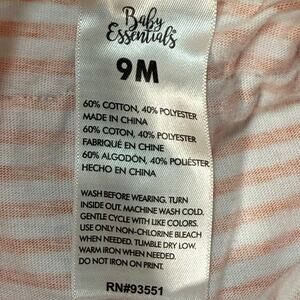 Baby
Essentials
9M
60% COTTON, 40% POLYESTER
MADE IN CHINA
60% COTTON, 40% POLYESTER
FABRIQUÉ EN CHINE
60% ALGODÓN, 40% POLIÉSTER
HECHO EN CHINA
WASH BEFORE WEARING. TURN
INSIDE OUT. MACHINE WASH COLD.
GENTLE CYCLE WITH LIKE COLORS.
USE ONLY NON-CHLORINE BLEACH
WHEN NEEDED. TUMBLE DRY LOW.
WARM IRON WHEN NEEDED.
DO NOT IRON ON PRINT.
RN#93551